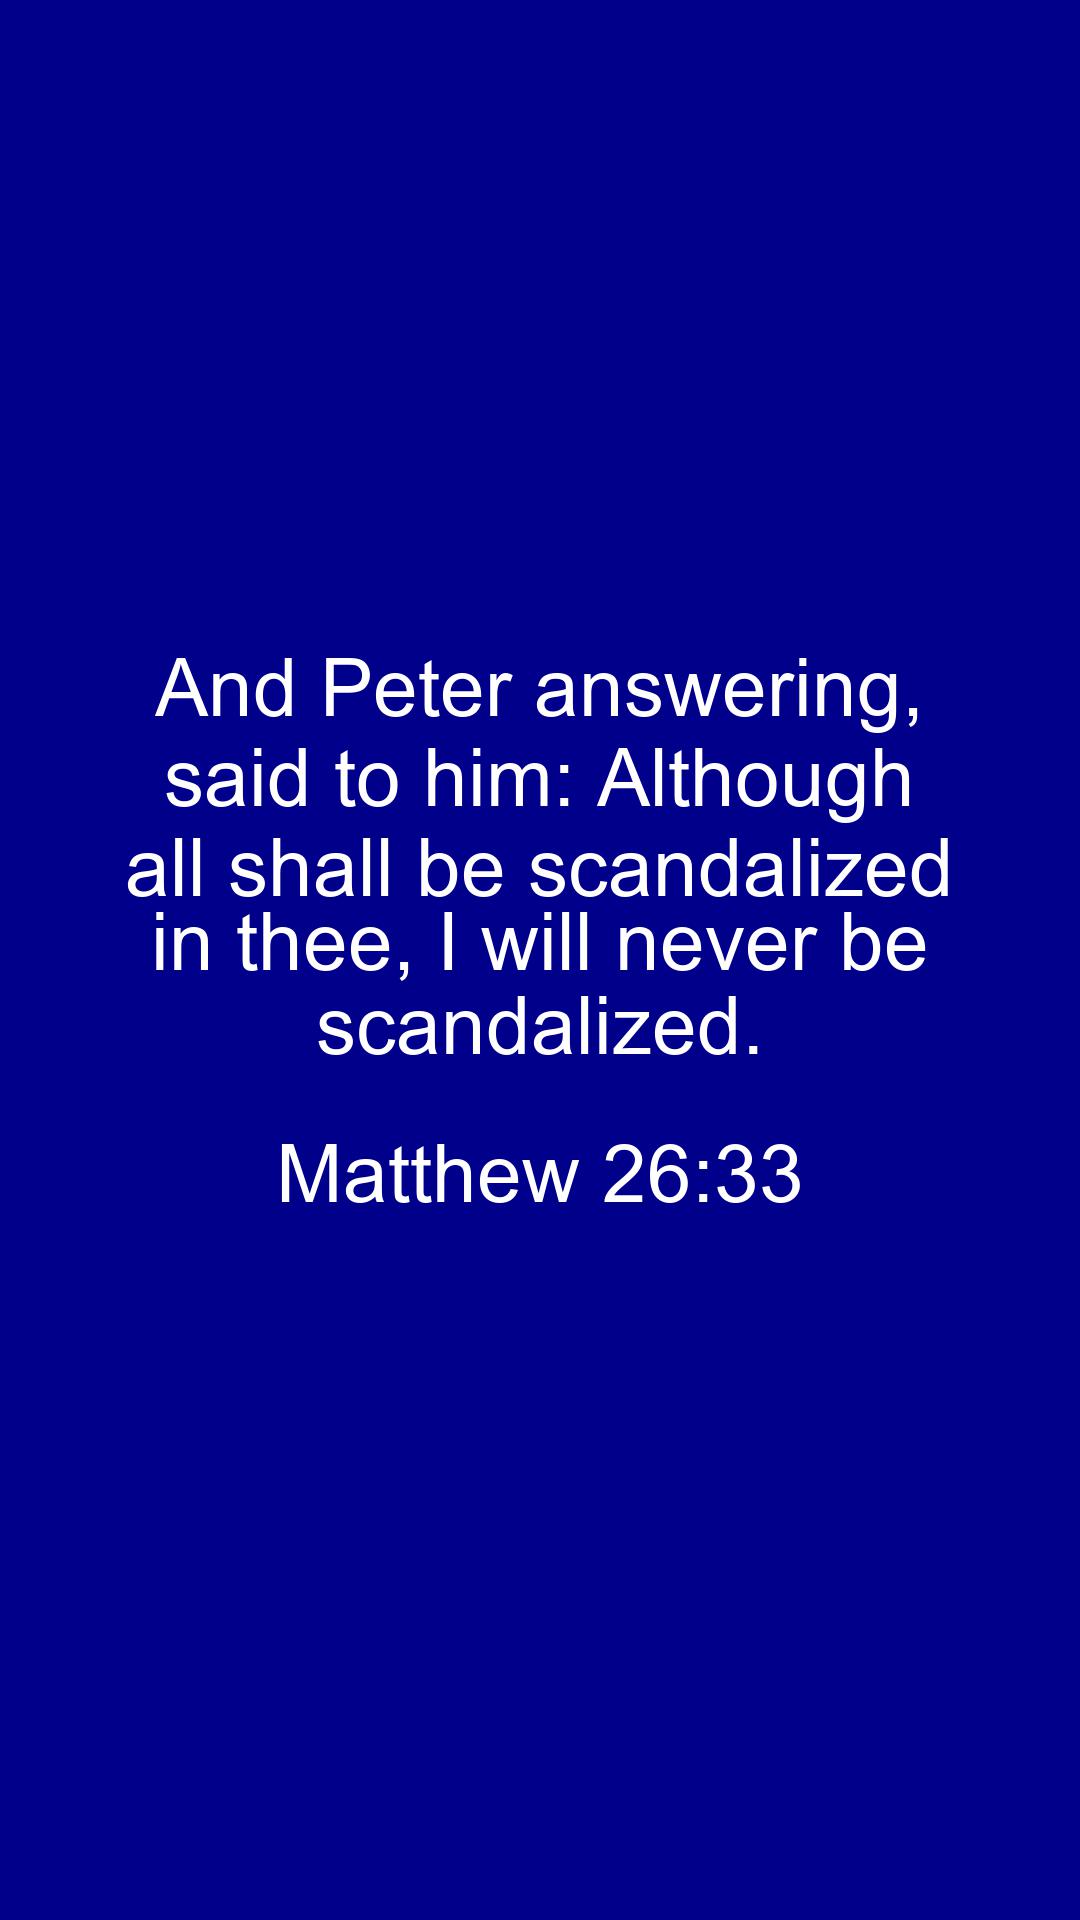 And Peter answering,
said to him: Although
all shall be scandalized
in thee, I will never be
scandalized.
Matthew 26:33